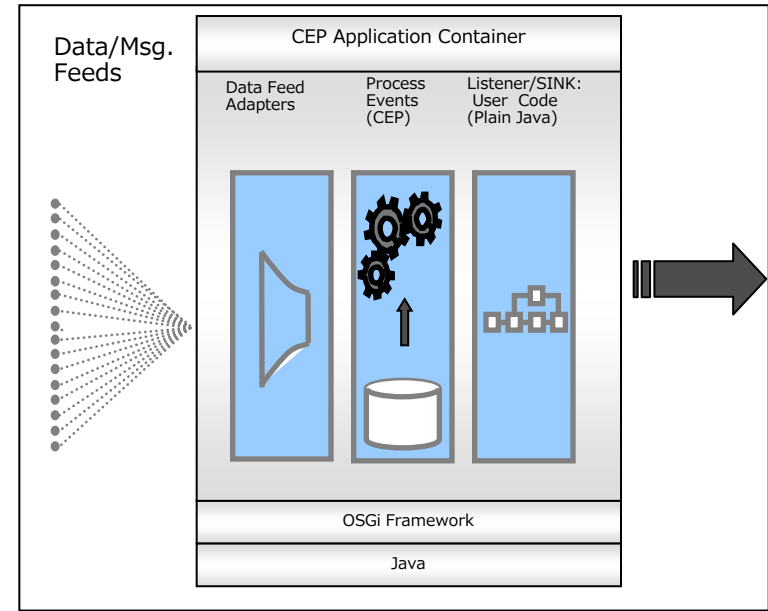 Data/Msg.
Feeds
CEP Application Container
Data Feed
Adapters
Process
Events
(CEP)
Listener/SINK:
User Code
(Plain Java)
OSGi Framework
Java